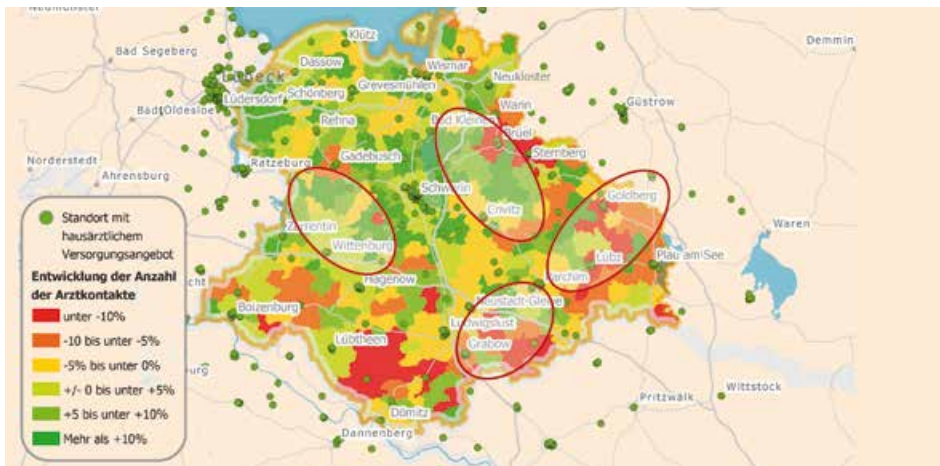 Klütz
Demmin
Bad Segeberg
Dassow
Wismar
Lübeck
Grevesmühlen
Neukloster
Schönberg
Lüdersdorf
Warin
Güstrow
Bad Oldesloe
Rehna
Bad Kleinen
Brüel
Sternberg
Norderstedt
Ratzeburg
Gadebusch
Ahrensburg
Schwerin
Goldberg
Crivitz
Waren
Zarrentin
Wittenburg
Lübz
Plau am See
Parchim
Hagenow
Boizenburg
Neustadt-Glewe
Ludwigslust
Lübtheen
Grabow
Wittstock
Pritzwalk
Dömitz
Dannenberg
Standort mit
hausärztlichem
Versorgungsangebot
Entwicklung der Anzahl
der Arztkontakte
unter -10%
-10 bis unter -5%
-5% bis unter 0%
+/- 0 bis unter +5%
+5 bis unter +10%
Mehr als +10%